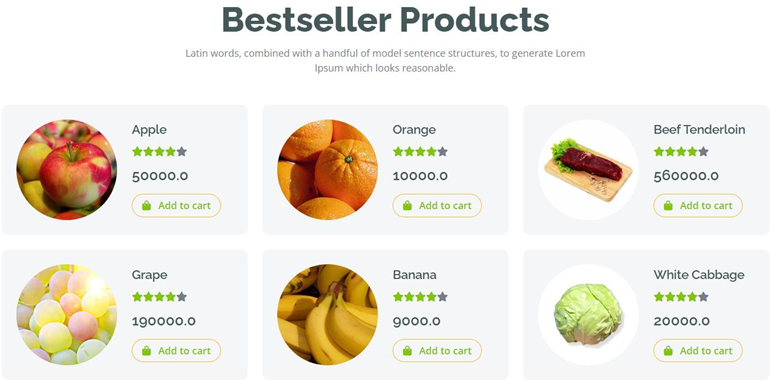 Bestseller Products
Latin words, combined with a handful of model sentence structures, to generate Lorem
Ipsum which looks reasonable.
Apple
50000.0
Add to cart
Orange
10000.0
Add to cart
Beef Tenderloin
560000.0
Add to cart
Grape
190000.0
Add to cart
Banana
9000.0
Add to cart
White Cabbage
20000.0
Add to cart